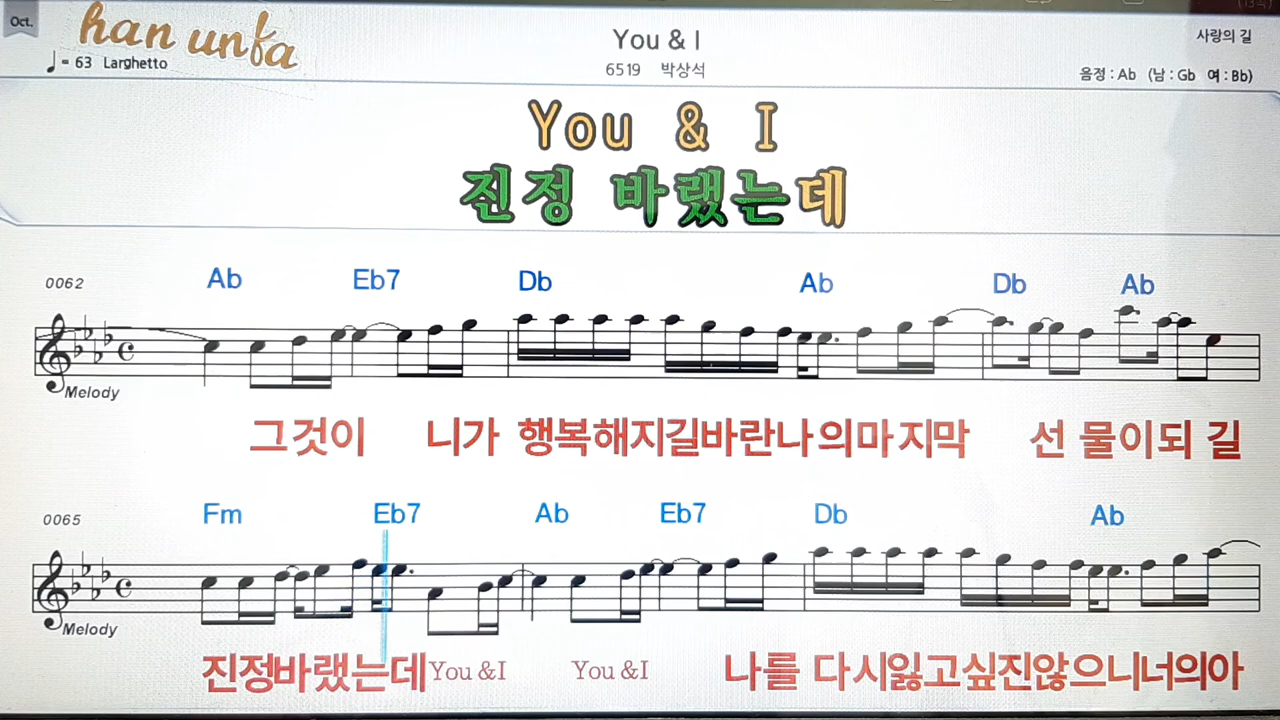 Oct.
han unfa
You & I
사랑의 길
♩ = 63 Larghetto
6519 박상석
음정 : Ab (남 : Gb 여 : Bb)
You & I
진정 바랬는데
0062 Ab Eb7 Db Ab Db Ab
Melody
그것이 니가 행복해지길바란나의마지막 선물이되길
0065 Fm Eb7 Ab Eb7 Db Ab
Melody
진정바랬는데You &I You &I 나를 다시잃고싶진않으니너의아